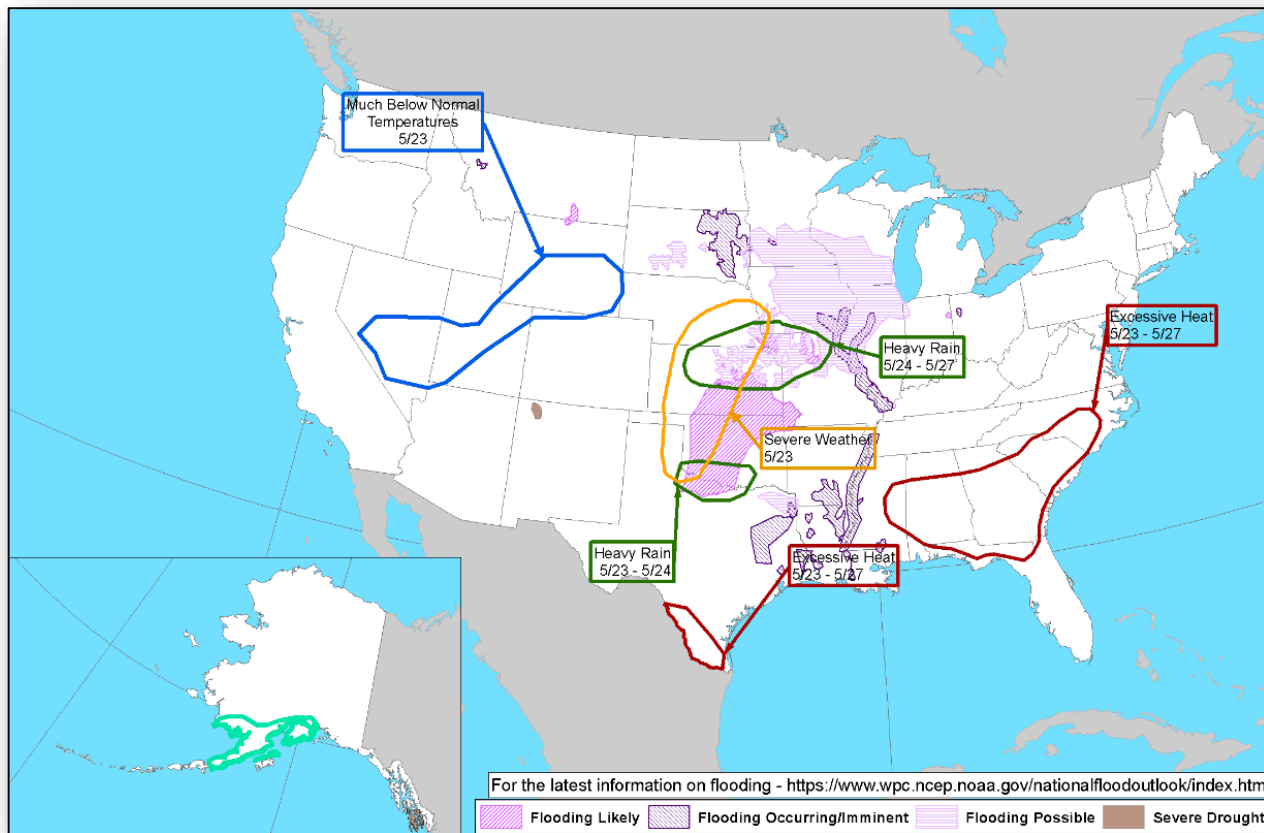 Much Below Normal
Temperatures
5/23
Excessive Heat
5/23 - 5/27
Heavy Rain
5/24 - 5/27
Severe Weather
5/23
Heavy Rain
5/23 - 5/24
Excessive Heat
5/23 - 5/27
For the latest information on flooding - https://www.wpc.ncep.noaa.gov/nationalfloodoutlook/index.htm
Flooding Likely
Flooding Occurring/Imminent
Flooding Possible
Severe Drought